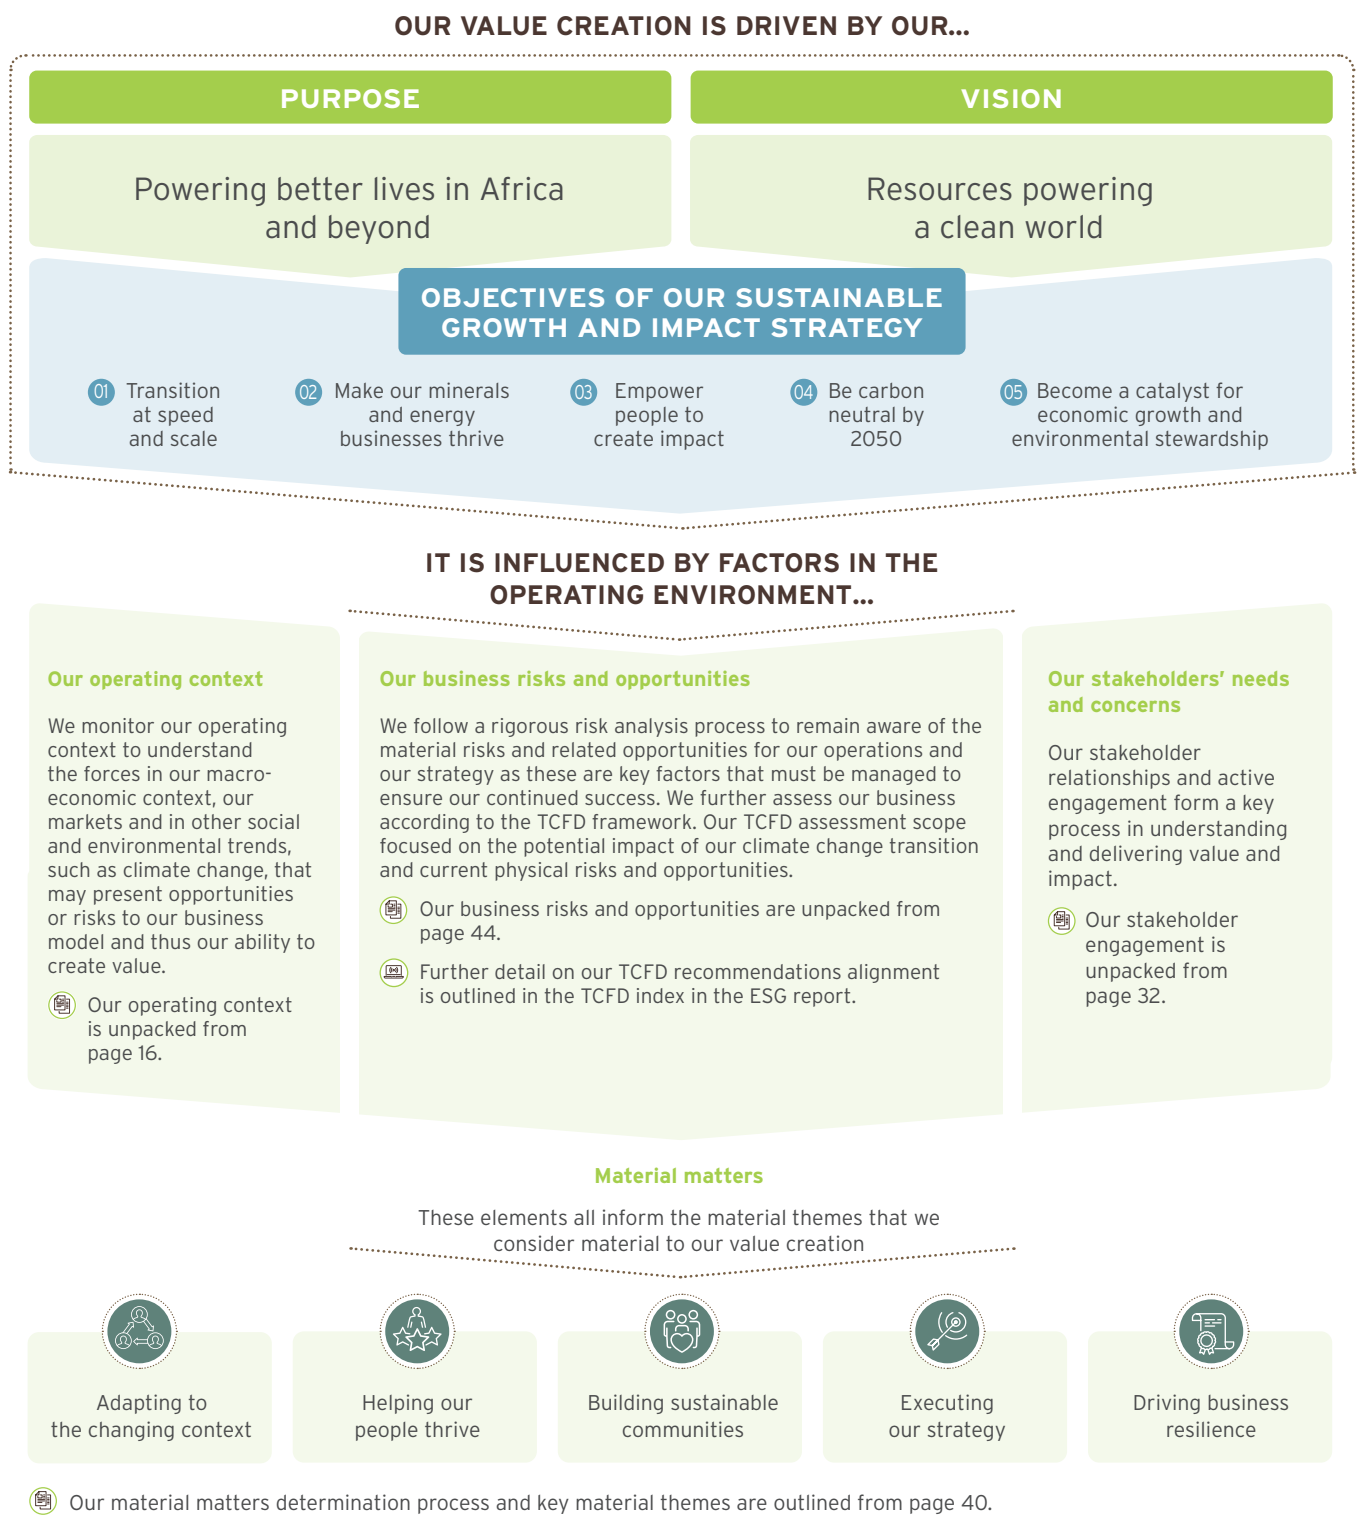 OUR VALUE CREATION IS DRIVEN BY OUR...
PURPOSE
Powering better lives in Africa
and beyond
VISION
Resources powering
a clean world
OBJECTIVES OF OUR SUSTAINABLE
GROWTH AND IMPACT STRATEGY
01 Transition
at speed
and scale
02 Make our minerals
and energy
businesses thrive
03 Empower
people to
create impact
04 Be carbon
neutral by
2050
05 Become a catalyst for
economic growth and
environmental stewardship
IT IS INFLUENCED BY FACTORS IN THE
OPERATING ENVIRONMENT...
Our operating context
We monitor our operating
context to understand
the forces in our macro-
economic context, our
markets and in other social
and environmental trends,
such as climate change, that
may present opportunities
or risks to our business
model and thus our ability to
create value.
Our operating context
is unpacked from
page 16.
Our business risks and opportunities
We follow a rigorous risk analysis process to remain aware of the
material risks and related opportunities for our operations and
our strategy as these are key factors that must be managed to
ensure our continued success. We further assess our business
according to the TCFD framework. Our TCFD assessment scope
focused on the potential impact of our climate change transition
and current physical risks and opportunities.
Our business risks and opportunities are unpacked from
page 44.
Further detail on our TCFD recommendations alignment
is outlined in the TCFD index in the ESG report.
Our stakeholders' needs
and concerns
Our stakeholder
relationships and active
engagement form a key
process in understanding
and delivering value and
impact.
Our stakeholder
engagement is
unpacked from
page 32.
Material matters
These elements all inform the material themes that we
consider material to our value creation
Adapting to
the changing context
Helping our
people thrive
Building sustainable
communities
Executing
our strategy
Driving business
resilience
Our material matters determination process and key material themes are outlined from page 40.